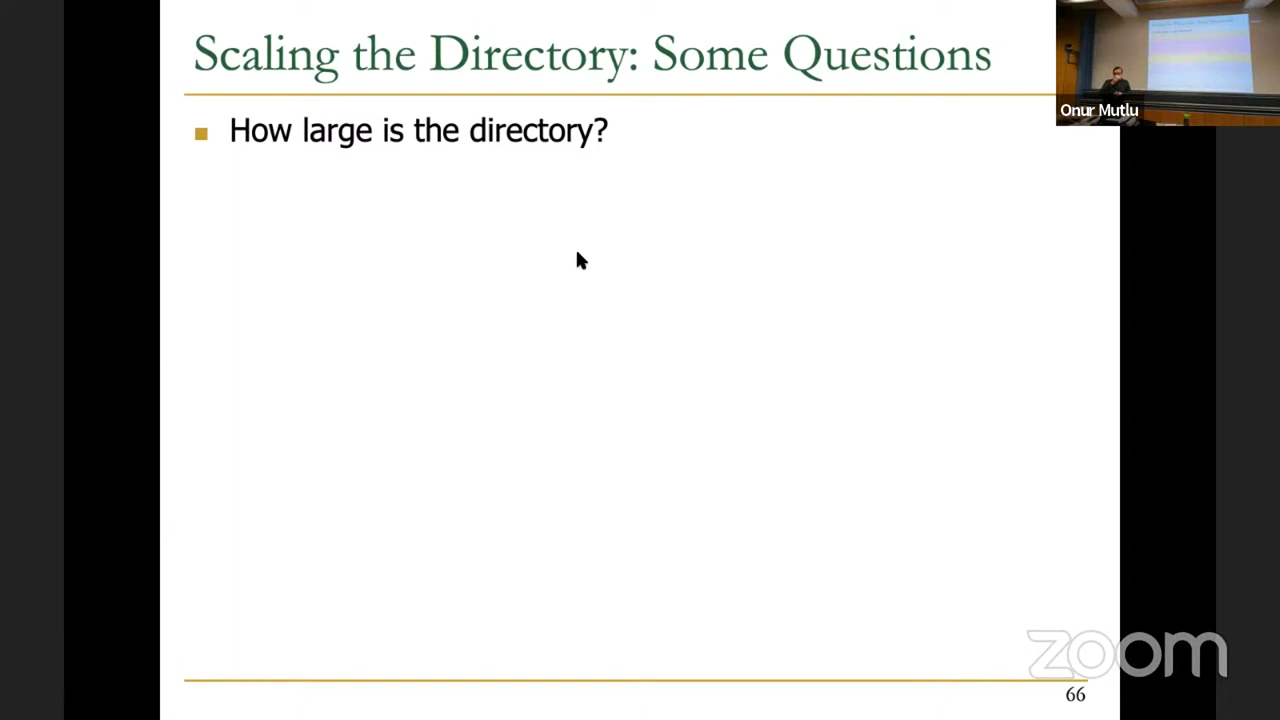 Scaling the Directory: Some Questions
How large is the directory?
Onur Mutlu
zoom
66